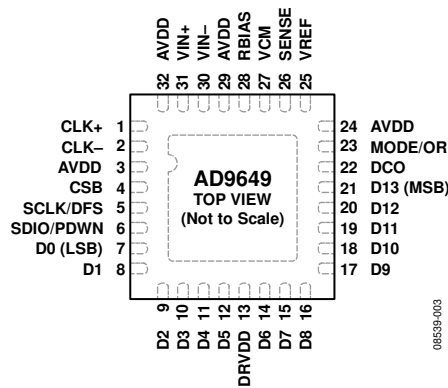 32 AVDD
31 VIN+
30 VIN–
29 AVDD
28 RBIAS
27 VCM
26 SENSE
25 VREF
CLK+ 1
CLK– 2
AVDD 3
CSB 4
SCLK/DFS 5
SDIO/PDWN 6
D0 (LSB) 7
D1 8
AD9649
TOP VIEW
(Not to Scale)
24 AVDD
23 MODE/OR
22 DCO
21 D13 (MSB)
20 D12
19 D11
18 D10
17 D9
D2 9
D3 10
D4 11
D5 12
DRVDD 13
D6 14
D7 15
D8 16
08539-003